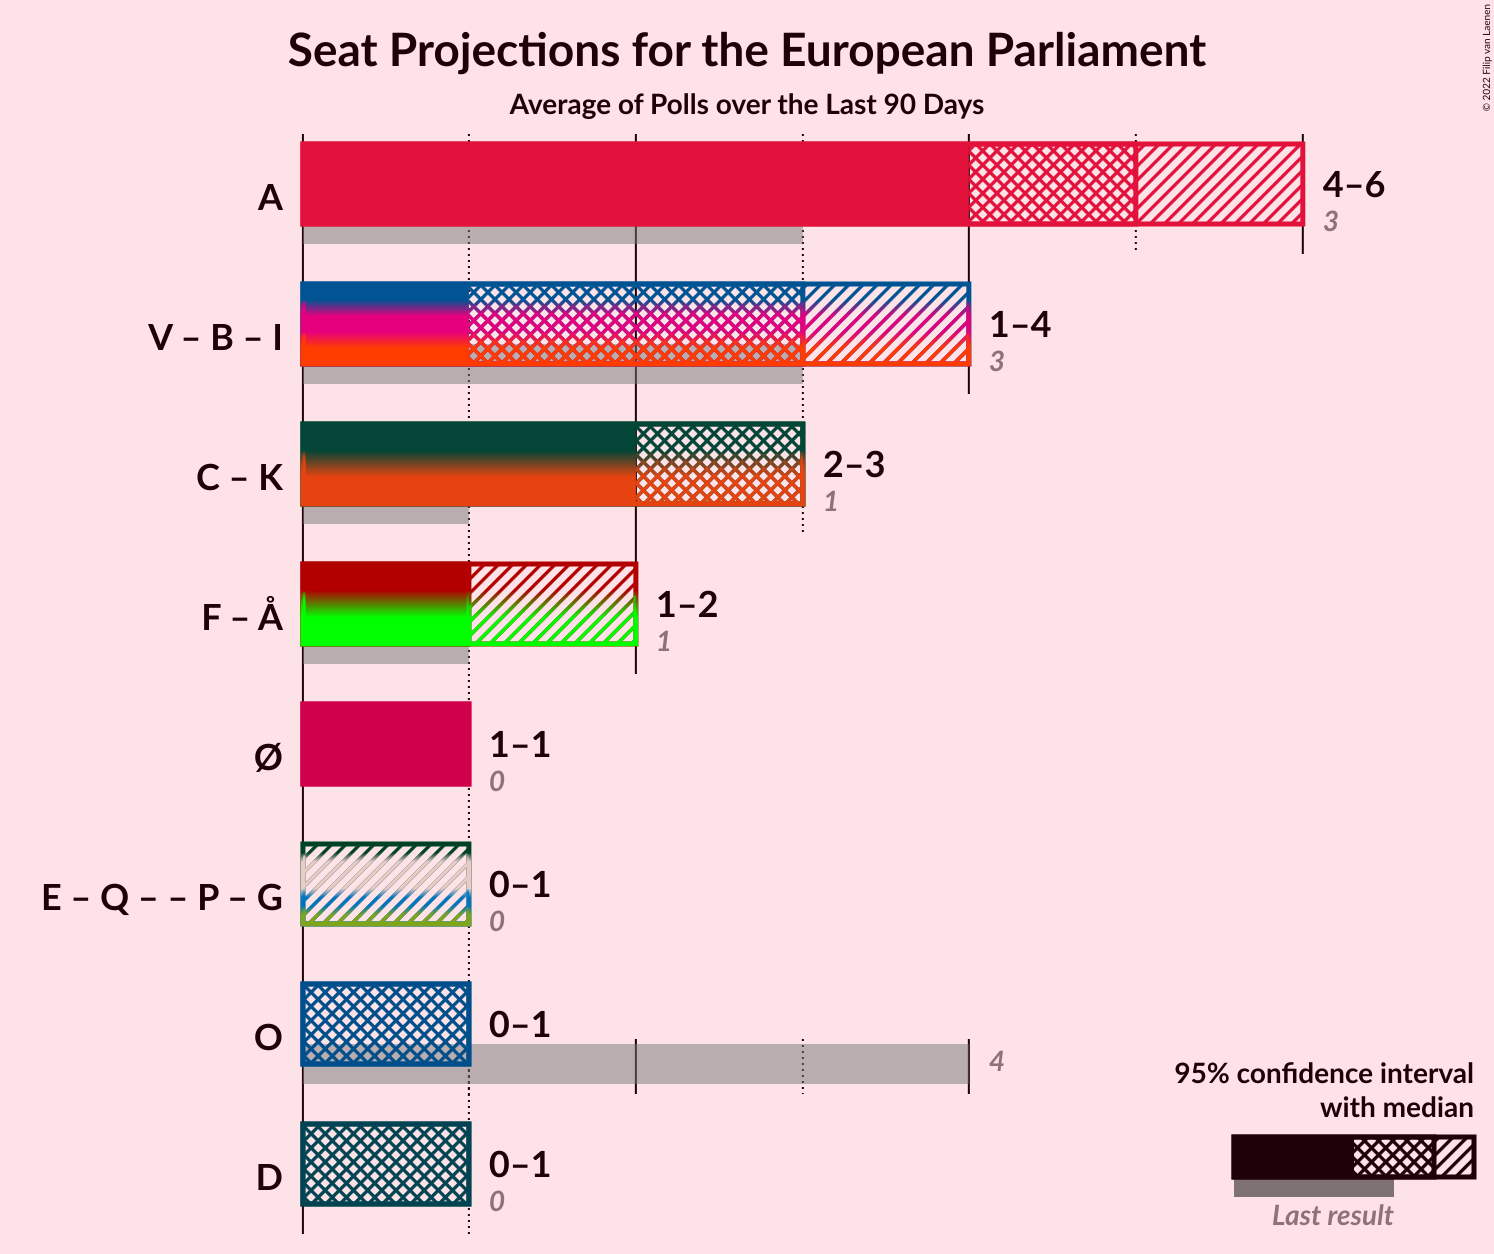 Seat Projections for the European Parliament
Average of Polls over the Last 90 Days
© 2022 Filip van Laenen
A
4–6
3
V – B – I
1–4
3
C – K
2–3
1
F – Å
1–2
1
Ø
1–1
0
E – Q – – P – G
0–1
0
O
0–1
4
D
0–1
0
95% confidence interval
with median
Last result